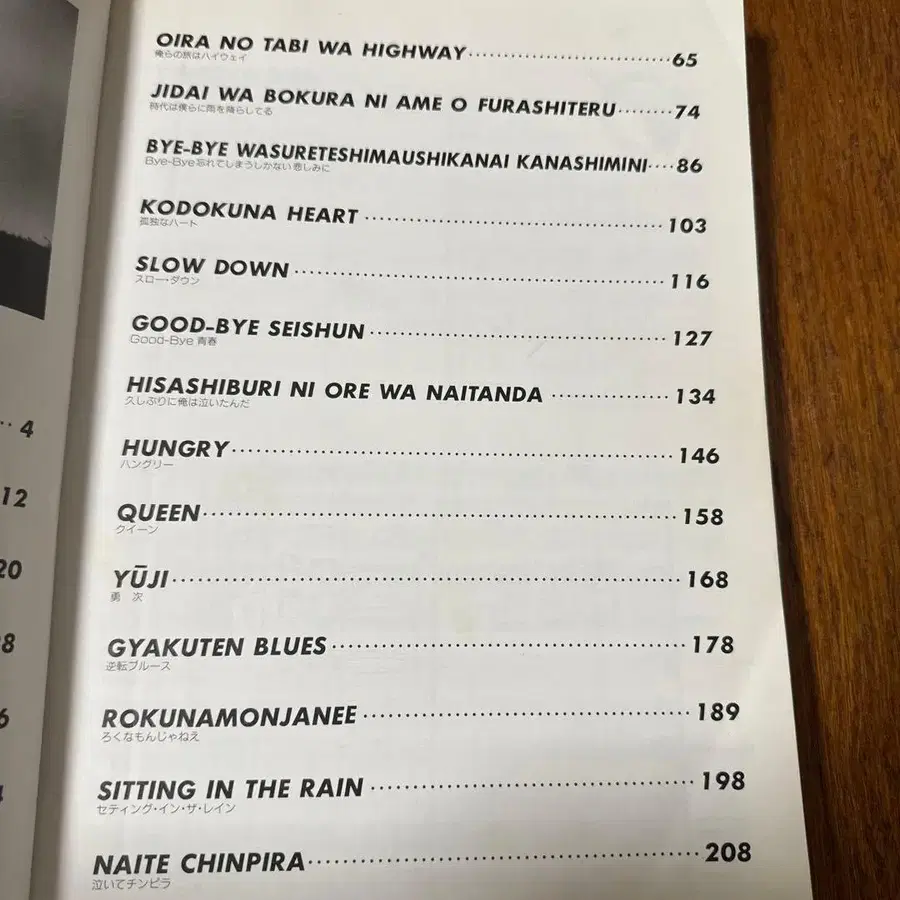 OIRA NO TABI WA HIGHWAY 65
俺らの旅はハイウェイ
JIDAI WA BOKURA NI AME O FURASHITERU 74
時代は僕らに雨を降らしてる
BYE-BYE WASURETESHIMAUSHIKANAI KANASHIMINI 86
Bye-Bye 忘れてしまうしかない悲しみに
KODOKUNA HEART 103
孤独なハート
SLOW DOWN 116
スロー・ダウン
GOOD-BYE SEISHUN 127
Good-Bye 青春
HISASHIBURI NI ORE WA NAITANDA 134
久しぶりに俺は泣いたんだ
HUNGRY 146
ハングリー
QUEEN 158
クイーン
YŪJI 168
勇 次
GYAKUTEN BLUES 178
逆転ブルース
ROKUNAMONJANEE 189
ろくなもんじゃねえ
SITTING IN THE RAIN 198
セティング・イン・ザ・レイン
NAITE CHINPIRA 208
泣いてチンピラ
4
12
20